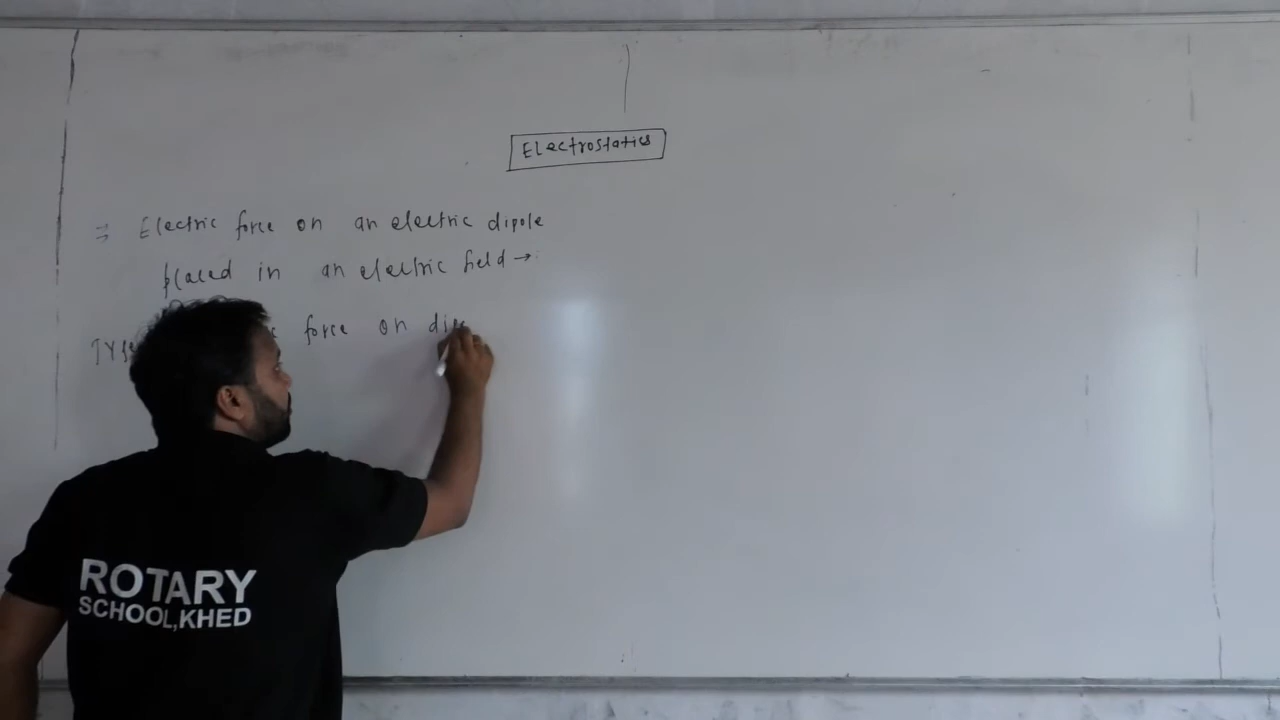 Electrostatics
= Electric force on an electric dipole
placed in an electric field →
force on
ROTARY
SCHOOL,KHED